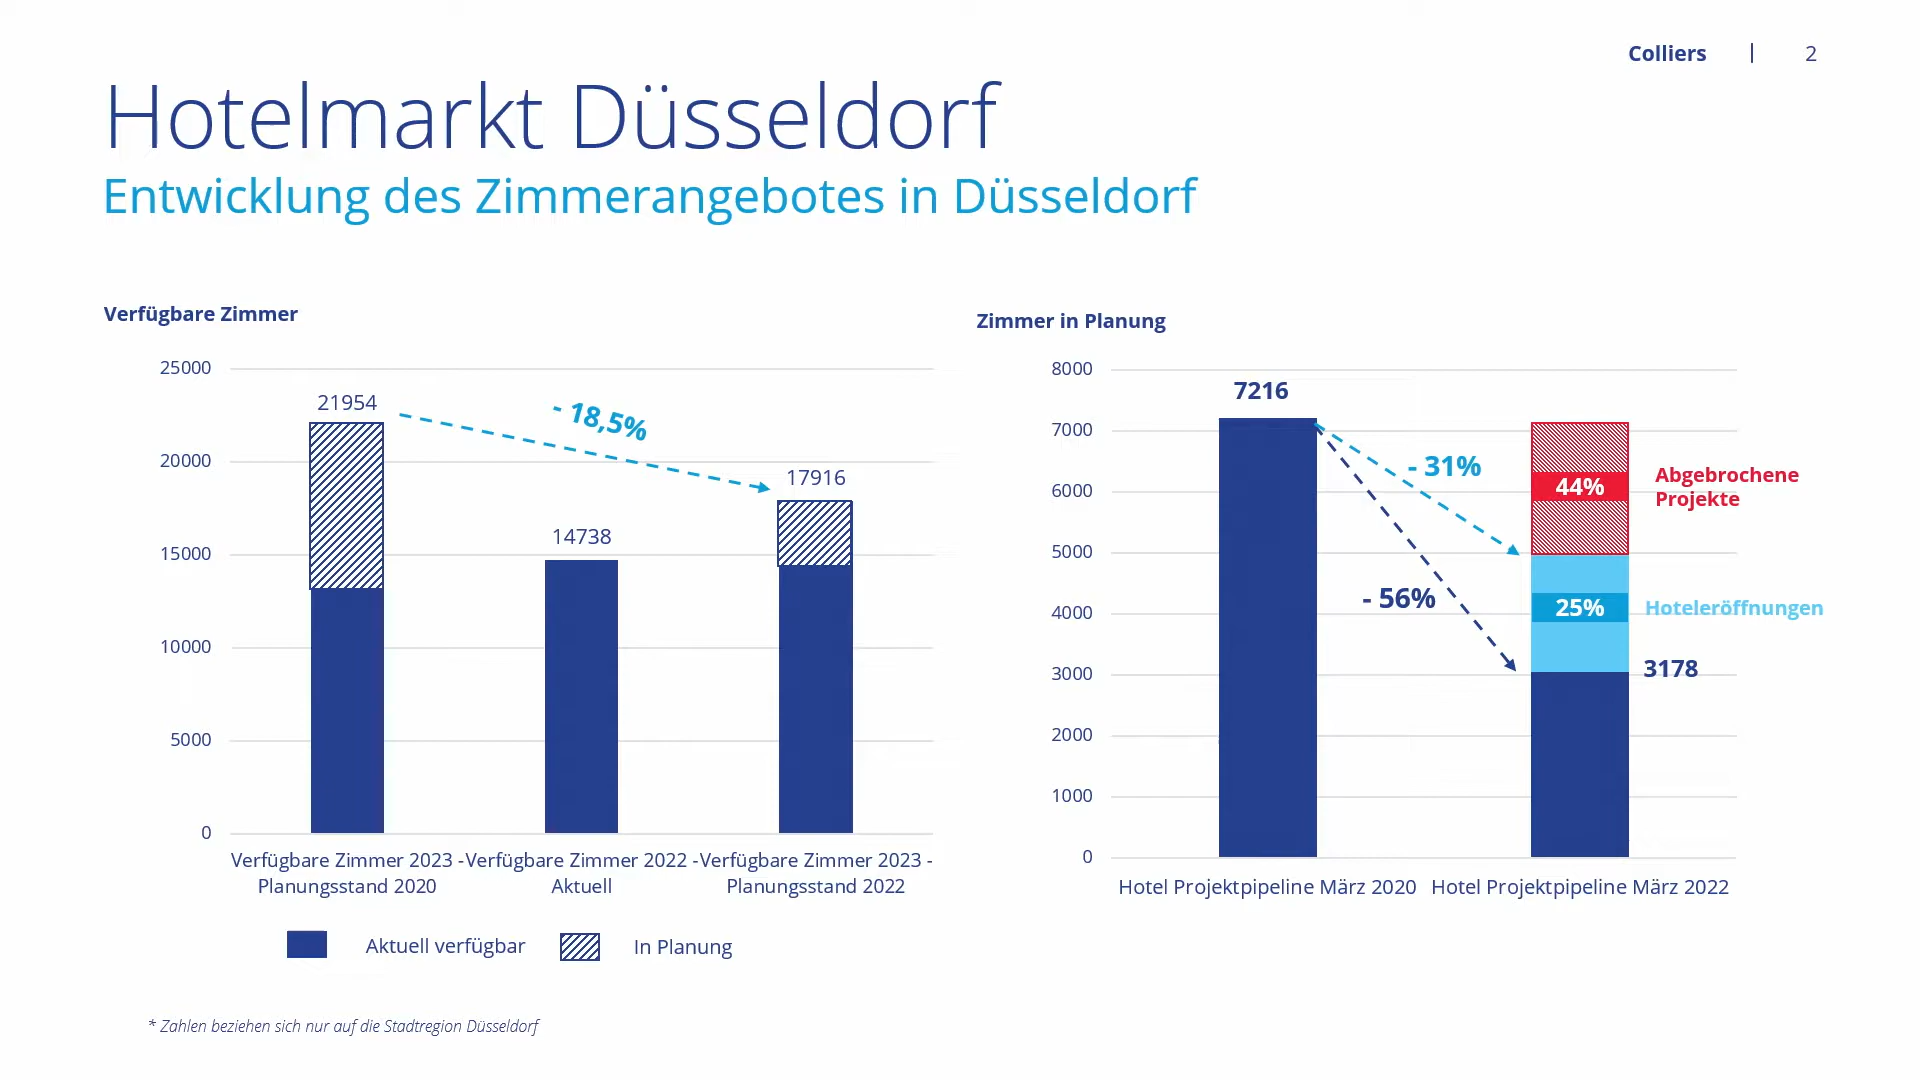 Colliers | 2
Hotelmarkt Düsseldorf
Entwicklung des Zimmerangebotes in Düsseldorf
Verfügbare Zimmer
25000
20000
15000
10000
5000
0
21954
- 18,5%
14738
17916
Verfügbare Zimmer 2023 -
Planungsstand 2020
Verfügbare Zimmer 2022 -
Aktuell
Verfügbare Zimmer 2023 -
Planungsstand 2022
Aktuell verfügbar
In Planung
Zimmer in Planung
8000
7000
6000
5000
4000
3000
2000
1000
0
7216
- 31%
- 56%
44%
Abgebrochene
Projekte
25%
Hoteleröffnungen
3178
Hotel Projektpipeline März 2020
Hotel Projektpipeline März 2022
* Zahlen beziehen sich nur auf die Stadtregion Düsseldorf